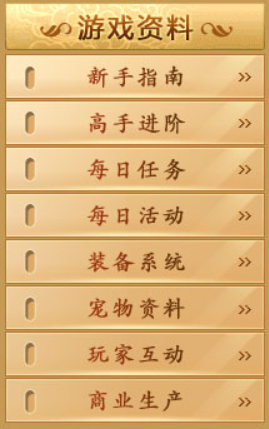 游戏资料
新手指南 >>
高手进阶 >>
每日任务 >>
每日活动 >>
装备系统 >>
宠物资料 >>
玩家互动 >>
商业生产 >>